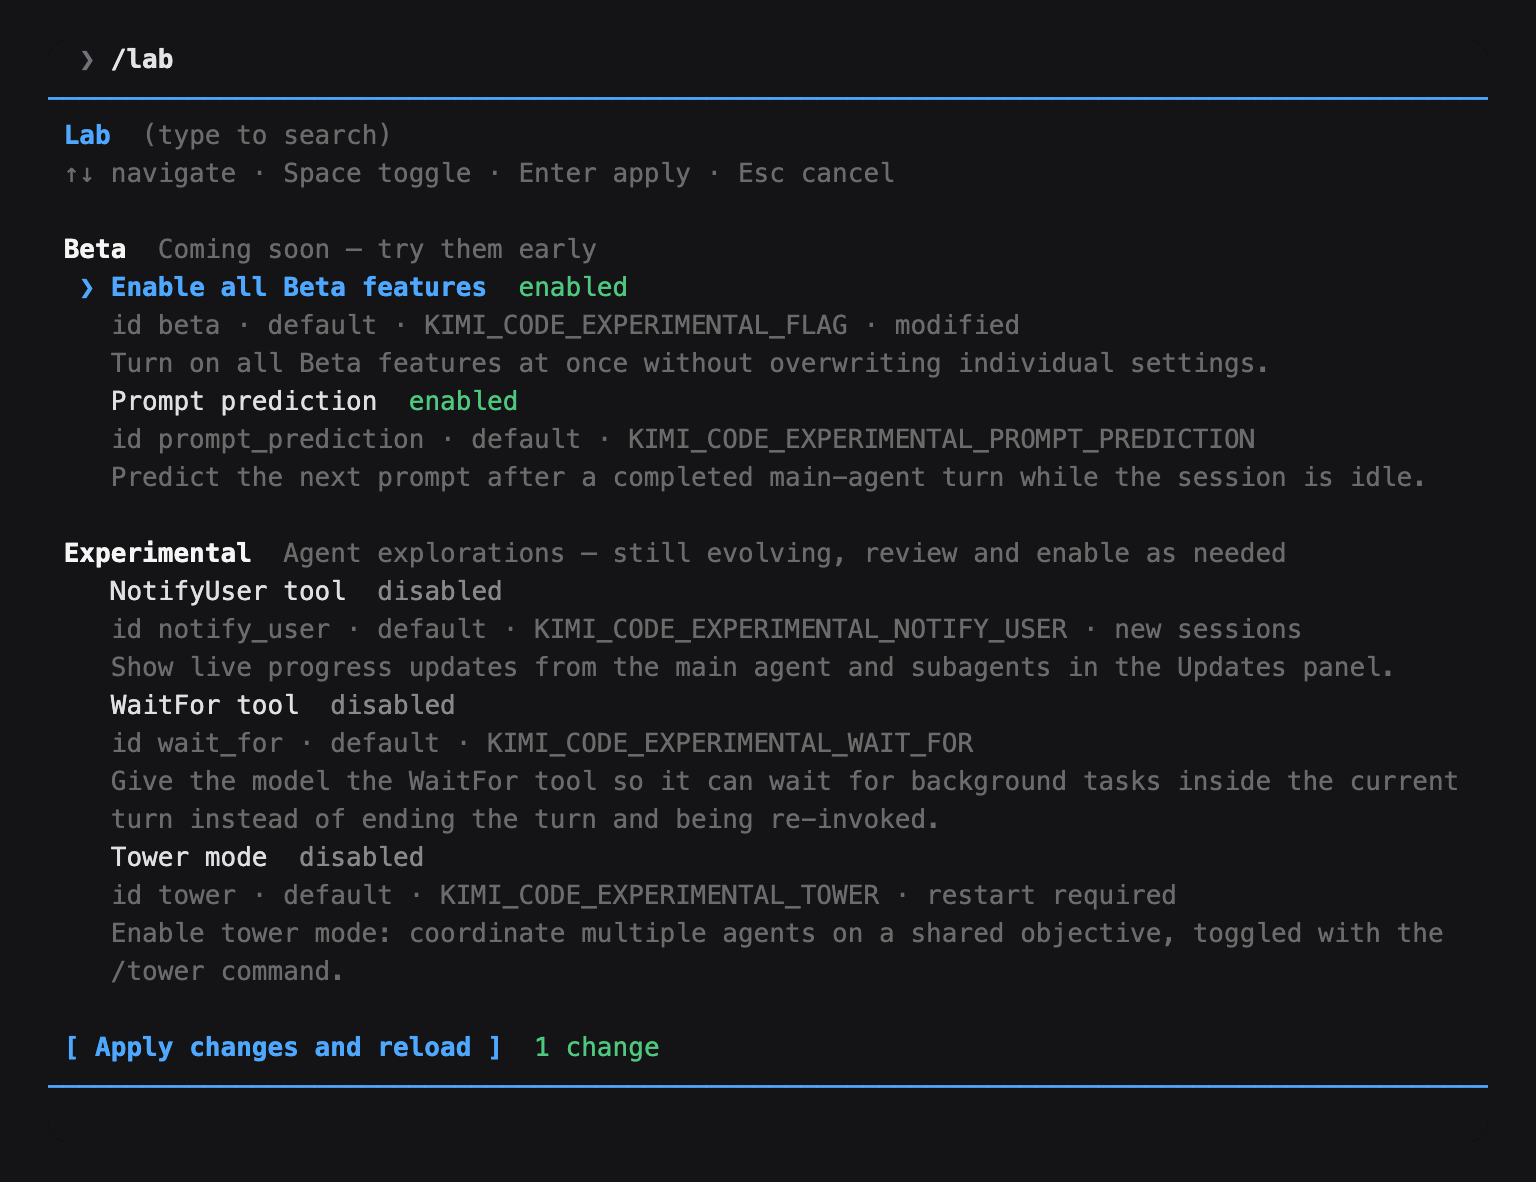 ❯ /lab
Lab (type to search)
↑↓ navigate · Space toggle · Enter apply · Esc cancel
Beta Coming soon — try them early
❯ Enable all Beta features enabled
id beta · default · KIMI_CODE_EXPERIMENTAL_FLAG · modified
Turn on all Beta features at once without overwriting individual settings.
Prompt prediction enabled
id prompt_prediction · default · KIMI_CODE_EXPERIMENTAL_PROMPT_PREDICTION
Predict the next prompt after a completed main-agent turn while the session is idle.
Experimental Agent explorations — still evolving, review and enable as needed
NotifyUser tool disabled
id notify_user · default · KIMI_CODE_EXPERIMENTAL_NOTIFY_USER · new sessions
Show live progress updates from the main agent and subagents in the Updates panel.
WaitFor tool disabled
id wait_for · default · KIMI_CODE_EXPERIMENTAL_WAIT_FOR
Give the model the WaitFor tool so it can wait for background tasks inside the current
turn instead of ending the turn and being re-invoked.
Tower mode disabled
id tower · default · KIMI_CODE_EXPERIMENTAL_TOWER · restart required
Enable tower mode: coordinate multiple agents on a shared objective, toggled with the
/tower command.
[ Apply changes and reload ] 1 change